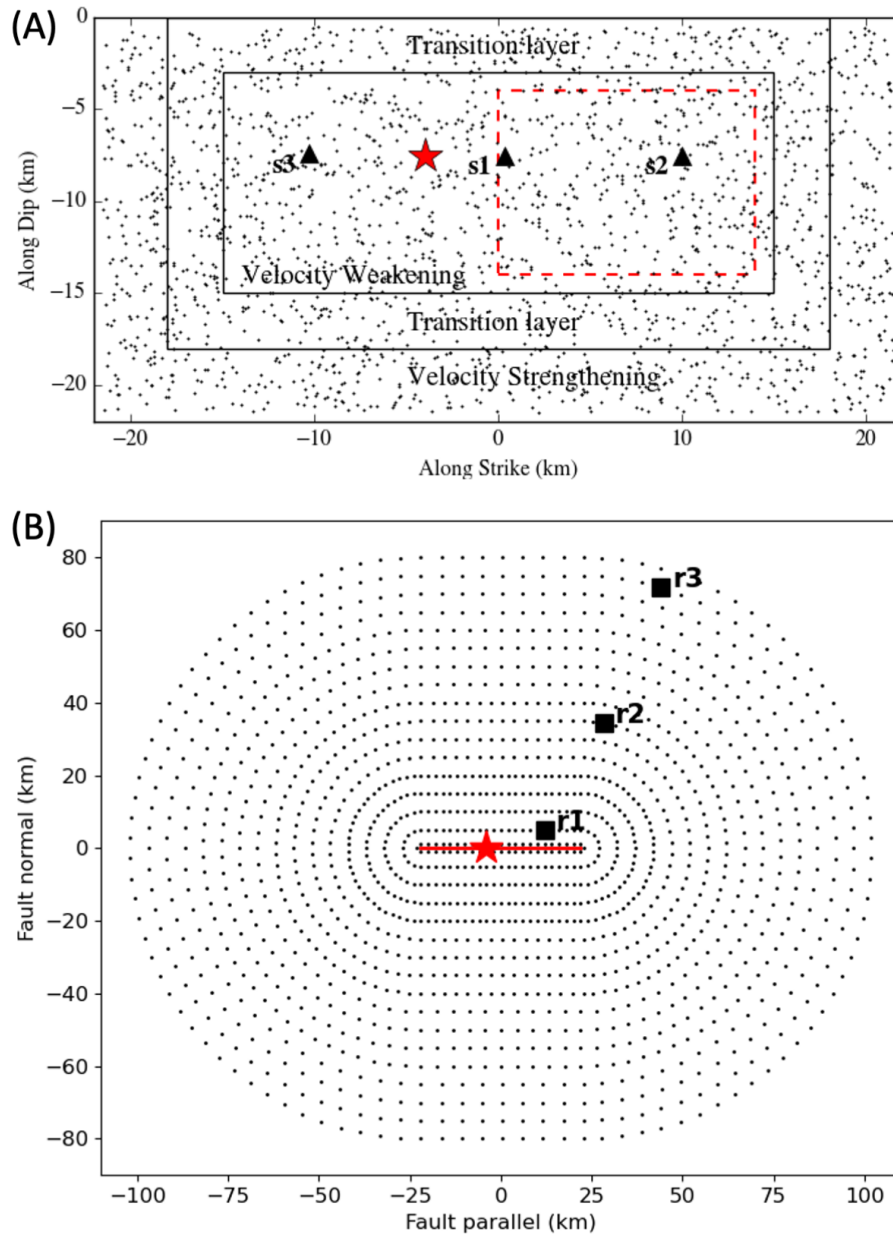 (A)
0
Transition layer
−5
s3
s1
s2
−10
Along Dip (km)
Velocity Weakening
−15
Transition layer
Velocity Strengthening
−20
−20
−10
0
10
20
Along Strike (km)
(B)
80
r3
60
40
r2
20
r1
0
Fault normal (km)
−20
−40
−60
−80
−100
−75
−50
−25
0
25
50
75
100
Fault parallel (km)